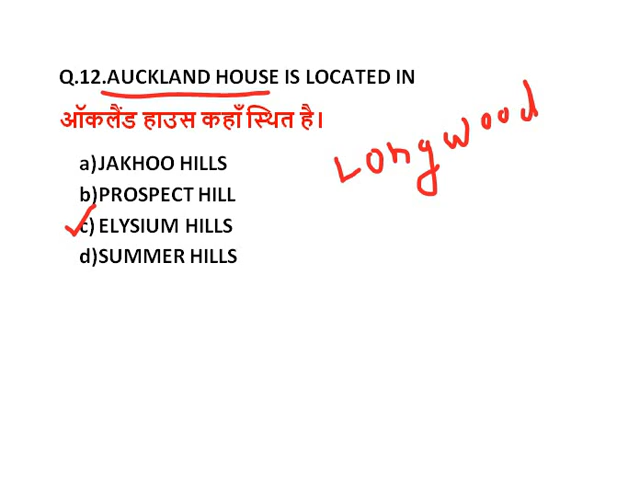 Q.12.AUCKLAND HOUSE IS LOCATED IN
ऑकलैंड हाउस कहाँ स्थित है।
Longwood
a)JAKHOO HILLS
b)PROSPECT HILL
c) ELYSIUM HILLS
d)SUMMER HILLS